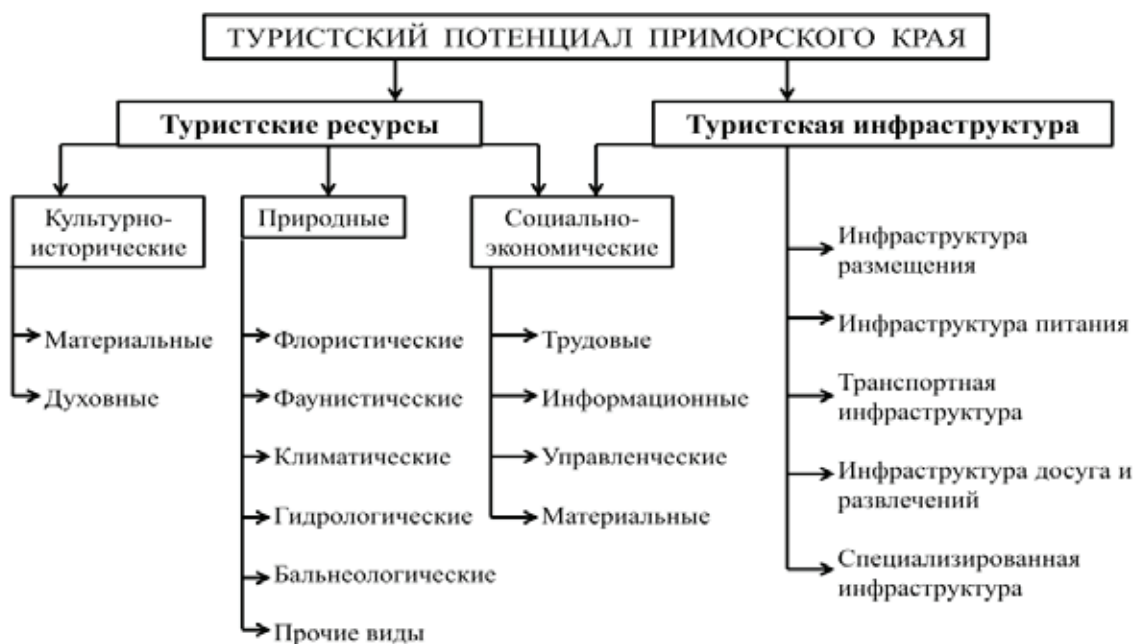 ТУРИСТСКИЙ ПОТЕНЦИАЛ ПРИМОРСКОГО КРАЯ
Туристские ресурсы
Туристская инфраструктура
Культурно-
исторические
Материальные
Духовные
Природные
Флористические
Фаунистические
Климатические
Гидрологические
Бальнеологические
Прочие виды
Социально-
экономические
Трудовые
Информационные
Управленческие
Материальные
Инфраструктура
размещения
Инфраструктура питания
Транспортная
инфраструктура
Инфраструктура досуга и
развлечений
Специализированная
инфраструктура